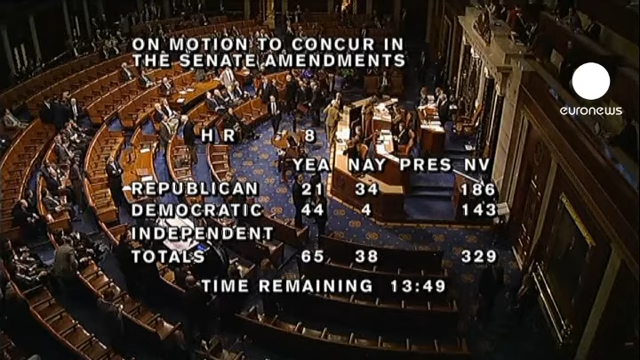 ON MOTION TO CONCUR IN
THE SENATE AMENDMENTS
euronews
H R 8
YEA NAY PRES NV
REPUBLICAN 21 34 186
DEMOCRATIC 44 4 143
INDEPENDENT
TOTALS 65 38 329
TIME REMAINING 13:49